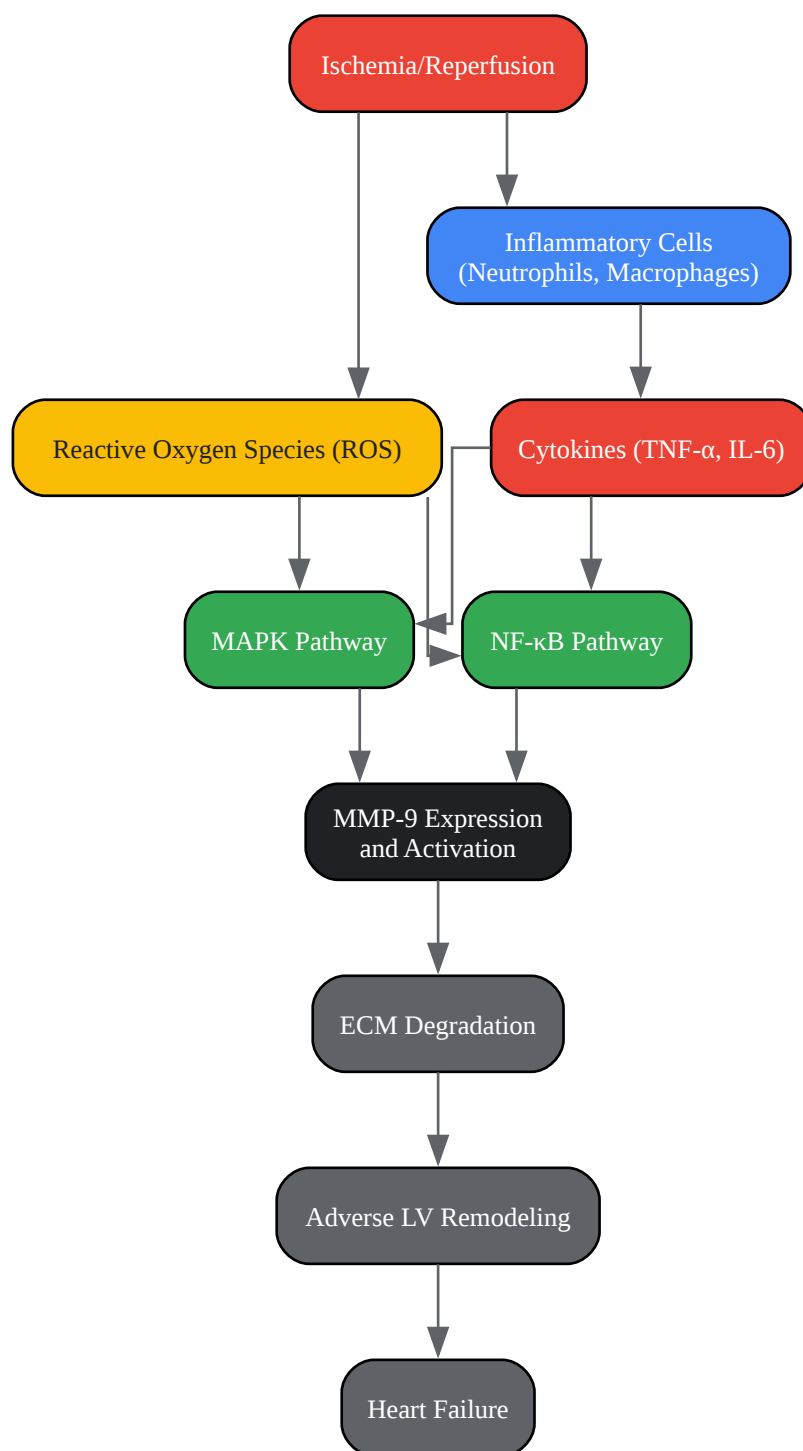 Ischemia/Reperfusion
Inflammatory Cells
(Neutrophils, Macrophages)
Reactive Oxygen Species (ROS)
Cytokines (TNF-α, IL-6)
MAPK Pathway
NF-κB Pathway
MMP-9 Expression
and Activation
ECM Degradation
Adverse LV Remodeling
Heart Failure